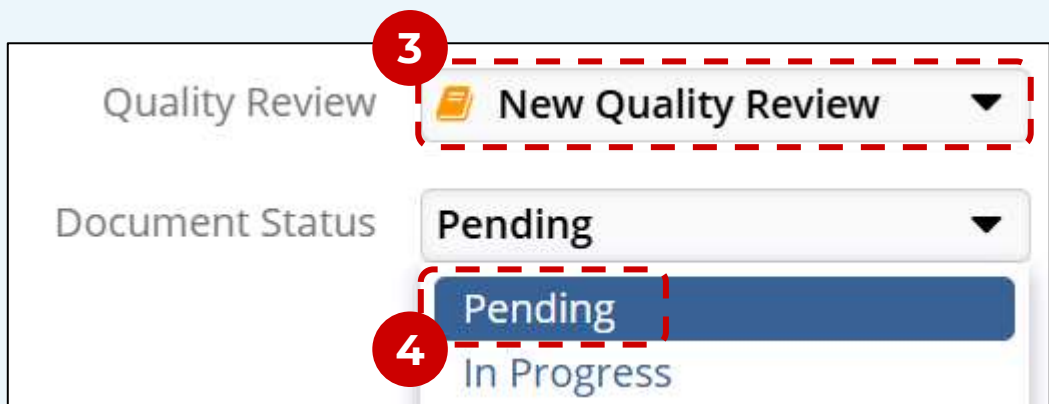 3
Quality Review New Quality Review
Document Status Pending
Pending
4
In Progress